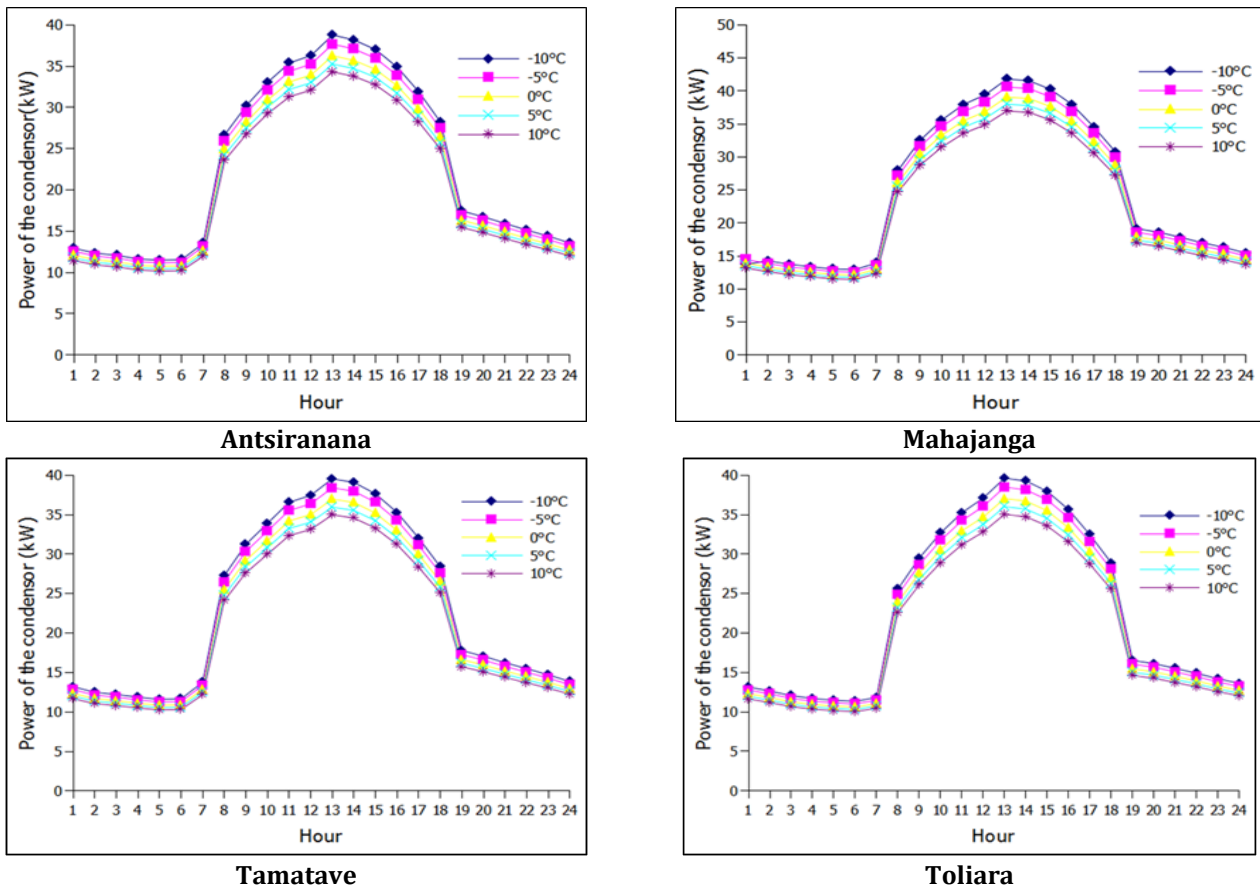 Power of the condensor(kW)
40
35
30
25
20
15
10
5
0
1 2 3 4 5 6 7 8 9 10 11 12 13 14 15 16 17 18 19 20 21 22 23 24
Hour
-10°C
-5°C
0°C
5°C
10°C
Antsiranana
Power of the condensor (kW)
50
45
40
35
30
25
20
15
10
5
0
1 2 3 4 5 6 7 8 9 10 11 12 13 14 15 16 17 18 19 20 21 22 23 24
Hour
-10°C
-5°C
0°C
5°C
10°C
Mahajanga
Power of the condensor (kW)
40
35
30
25
20
15
10
5
0
1 2 3 4 5 6 7 8 9 10 11 12 13 14 15 16 17 18 19 20 21 22 23 24
Hour
-10°C
-5°C
0°C
5°C
10°C
Tamatave
Power of the condensor (kW)
40
35
30
25
20
15
10
5
0
1 2 3 4 5 6 7 8 9 10 11 12 13 14 15 16 17 18 19 20 21 22 23 24
Hour
-10°C
-5°C
0°C
5°C
10°C
Toliara